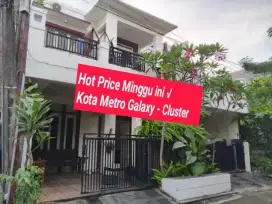 Hot Price Minggu ini √
Kota Metro Galaxy - Cluster